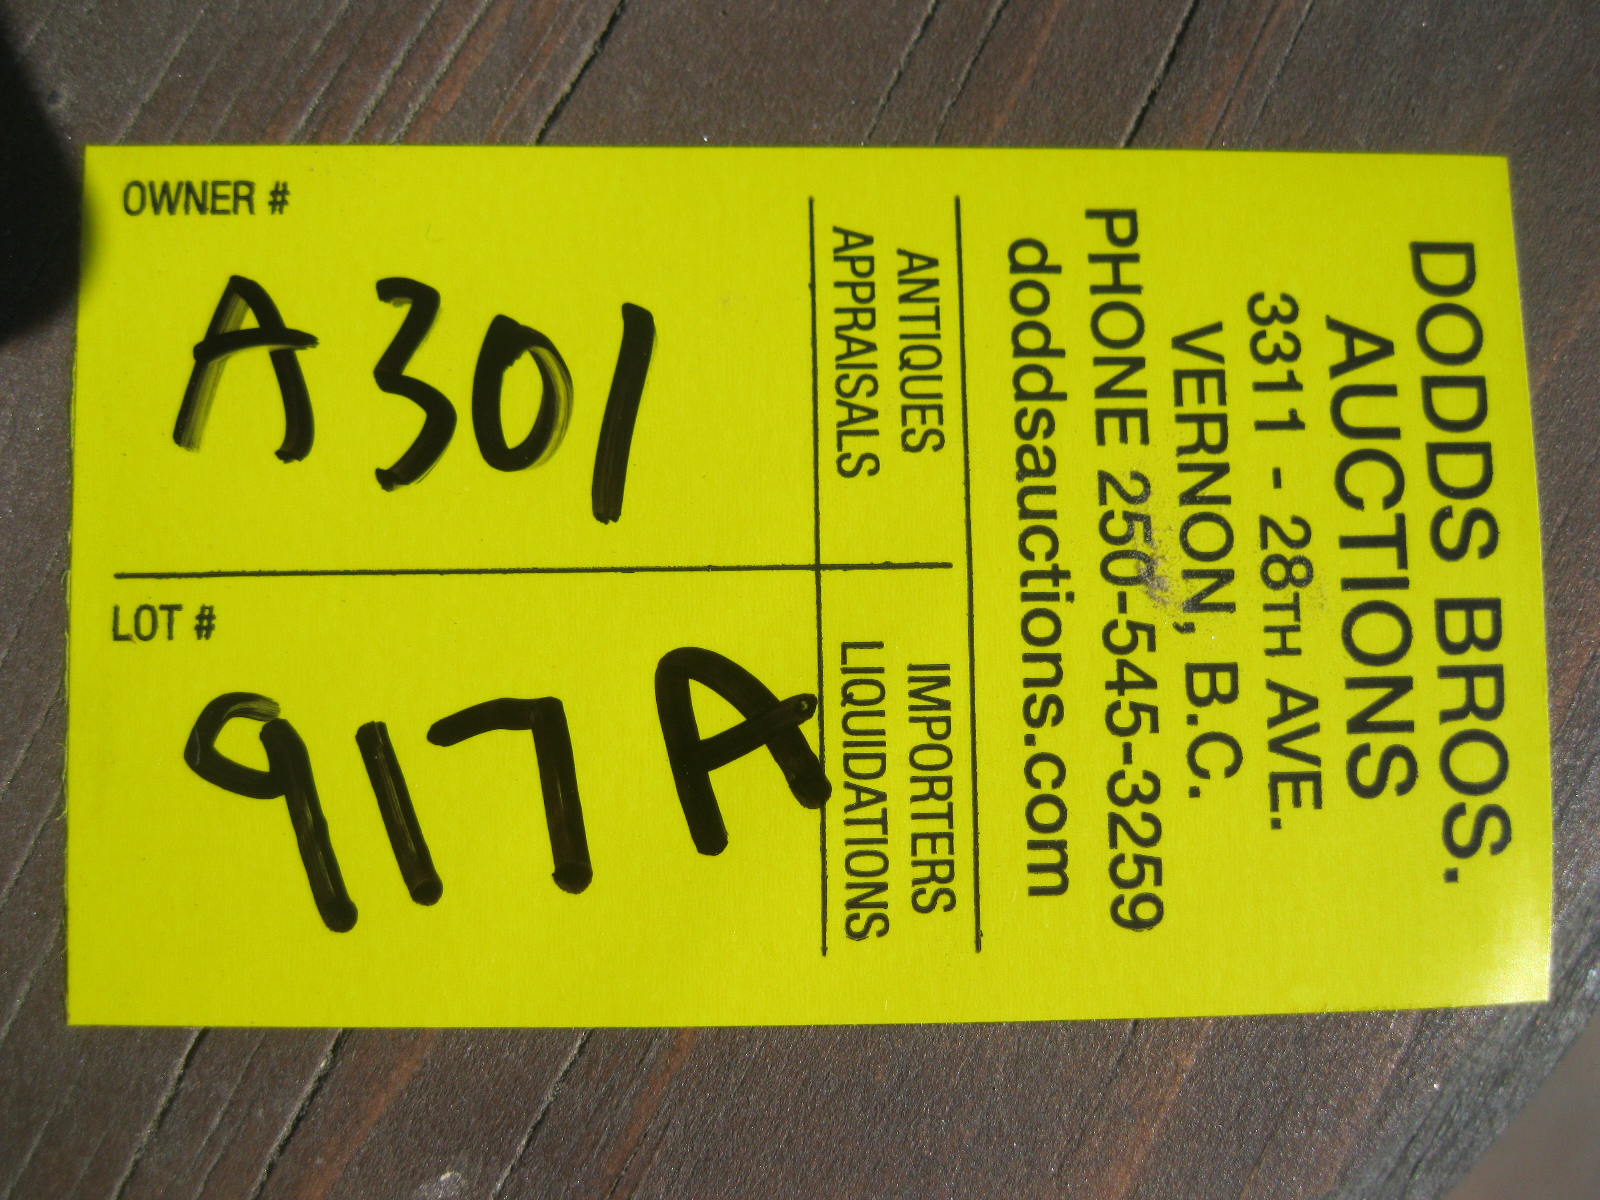 DODDS BROS.
AUCTIONS
3311 - 28TH AVE.
VERNON, B.C.
PHONE 250-545-3259
doddsauctions.com
ANTIQUES
APPRAISALS
IMPORTERS
LIQUIDATIONS
OWNER #
A301
LOT #
917A